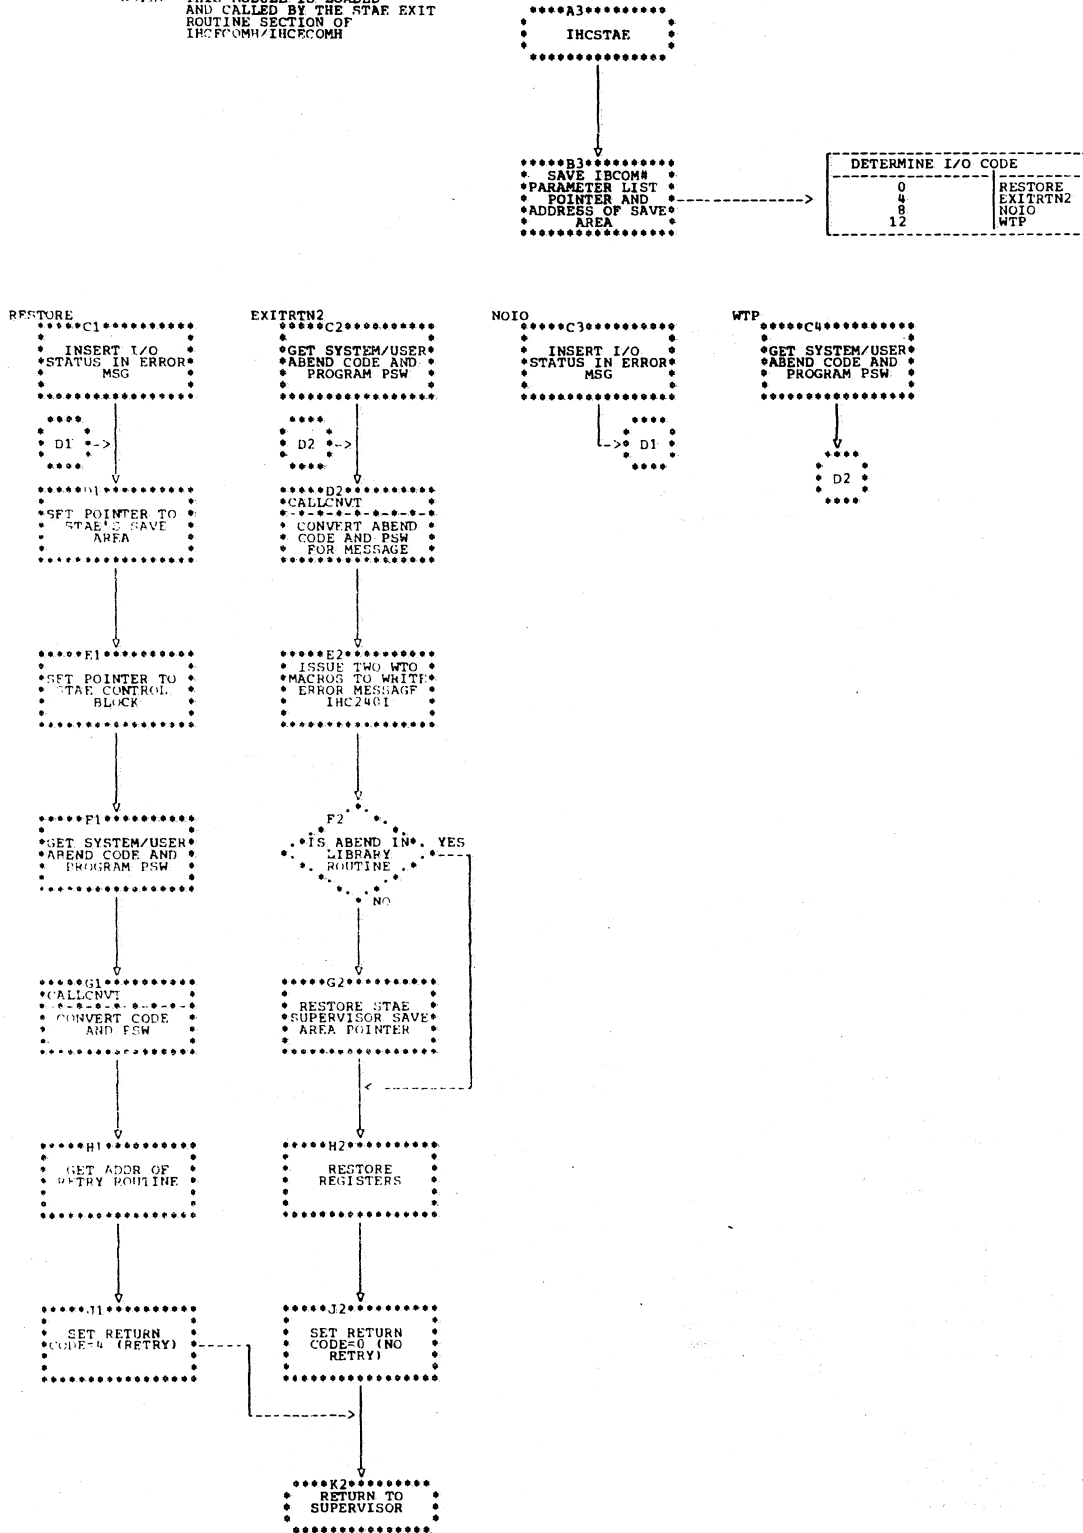 THIS MODULE IS LOADED
AND CALLED BY THE STAE EXIT
ROUTINE SECTION OF
IHCFCOMH/IHCECOMH
A3
IHCSTAE
B3
SAVE IBCOM#
PARAMETER LIST
POINTER AND
ADDRESS OF SAVE
AREA
DETERMINE I/O CODE
0 RESTORE
4 EXITRTN2
8 NOIO
12 WTP
RESTORE
C1
INSERT I/O
STATUS IN ERROR
MSG
D1
D1
SET POINTER TO
STAE'S SAVE
AREA
E1
SET POINTER TO
STAE CONTROL
BLOCK
F1
GET SYSTEM/USER
ABEND CODE AND
PROGRAM PSW
G1
CALLCNVT
CONVERT CODE
AND PSW
H1
GET ADDR OF
RETRY ROUTINE
J1
SET RETURN
CODE=4 (RETRY)
EXITRTN2
C2
GET SYSTEM/USER
ABEND CODE AND
PROGRAM PSW
D2
D2
CALLCNVT
CONVERT ABEND
CODE AND PSW
FOR MESSAGE
E2
ISSUE TWO WTO
MACROS TO WRITE
ERROR MESSAGE
IHC240I
F2
IS ABEND IN
LIBRARY
ROUTINE
YES
NO
G2
RESTORE STAE
SUPERVISOR SAVE
AREA POINTER
H2
RESTORE
REGISTERS
J2
SET RETURN
CODE=0 (NO
RETRY)
K2
RETURN TO
SUPERVISOR
NOIO
C3
INSERT I/O
STATUS IN ERROR
MSG
D1
WTP
C4
GET SYSTEM/USER
ABEND CODE AND
PROGRAM PSW
D2